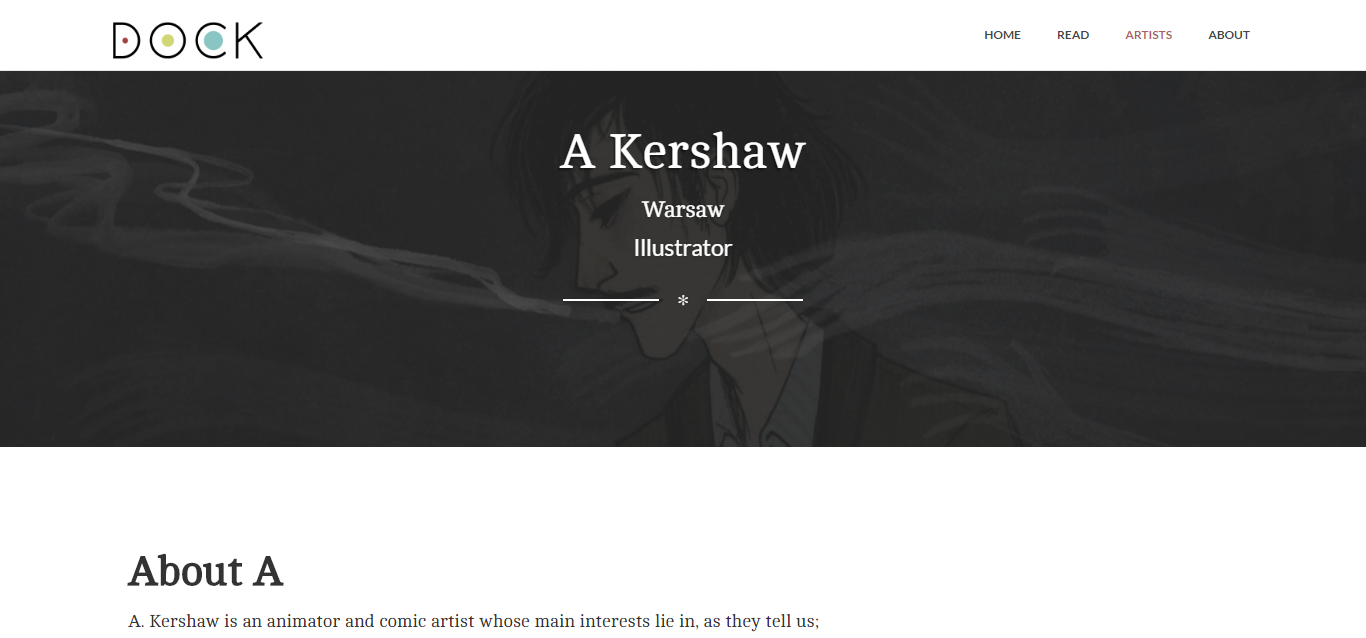 DOCK
HOME READ ARTISTS ABOUT
A Kershaw
Warsaw
Illustrator
✻
About A
A. Kershaw is an animator and comic artist whose main interests lie in, as they tell us;